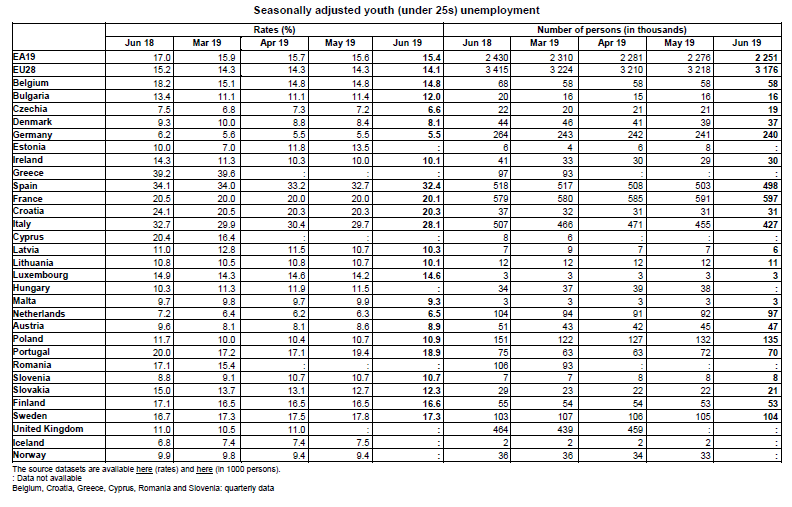 Seasonally adjusted youth (under 25s) unemployment
Rates (%) Number of persons (in thousands)
Jun 18 Mar 19 Apr 19 May 19 Jun 19 Jun 18 Mar 19 Apr 19 May 19 Jun 19
EA19 17.0 15.9 15.7 15.6 15.4 2 430 2 310 2 281 2 276 2 251
EU28 15.2 14.3 14.3 14.3 14.1 3 415 3 224 3 210 3 218 3 176
Belgium 18.2 15.1 14.8 14.8 14.8 68 58 58 58 58
Bulgaria 13.4 11.1 11.1 11.4 12.0 20 16 15 16 16
Czechia 7.5 6.8 7.3 7.2 6.6 22 20 21 21 19
Denmark 9.3 10.0 8.8 8.4 8.1 44 46 41 39 37
Germany 6.2 5.6 5.5 5.5 5.5 264 243 242 241 240
Estonia 10.0 7.0 11.8 13.5 : 6 4 6 8 :
Ireland 14.3 11.3 10.3 10.0 10.1 41 33 30 29 30
Greece 39.2 39.6 : : : 97 93 : : :
Spain 34.1 34.0 33.2 32.7 32.4 518 517 508 503 498
France 20.5 20.0 20.0 20.0 20.1 579 580 585 591 597
Croatia 24.1 20.5 20.3 20.3 20.3 37 32 31 31 31
Italy 32.7 29.9 30.4 29.7 28.1 507 466 471 455 427
Cyprus 20.4 16.4 : : : 8 6 : : :
Latvia 11.0 12.8 11.5 10.7 10.3 7 9 7 7 6
Lithuania 10.8 10.5 10.8 10.7 10.1 12 12 12 12 11
Luxembourg 14.9 14.3 14.6 14.2 14.6 3 3 3 3 3
Hungary 10.3 11.3 11.9 11.5 : 34 37 39 38 :
Malta 9.7 9.8 9.7 9.9 9.3 3 3 3 3 3
Netherlands 7.2 6.4 6.2 6.3 6.5 104 94 91 92 97
Austria 9.6 8.1 8.1 8.6 8.9 51 43 42 45 47
Poland 11.7 10.0 10.4 10.7 10.9 151 122 127 132 135
Portugal 20.0 17.2 17.1 19.4 18.9 75 63 63 72 70
Romania 17.1 15.4 : : : 106 93 : : :
Slovenia 8.8 9.1 10.7 10.7 10.7 7 7 8 8 8
Slovakia 15.0 13.7 13.1 12.7 12.3 29 23 22 22 21
Finland 17.1 16.5 16.5 16.5 16.6 55 54 54 53 53
Sweden 16.7 17.3 17.5 17.8 17.3 103 107 106 105 104
United Kingdom 11.0 10.5 11.0 : : 464 439 459 : :
Iceland 6.8 7.4 7.4 7.5 : 2 2 2 2 :
Norway 9.9 9.8 9.4 9.4 : 36 36 34 33 :
The source datasets are available here (rates) and here (in 1000 persons).
: Data not available
Belgium, Croatia, Greece, Cyprus, Romania and Slovenia: quarterly data